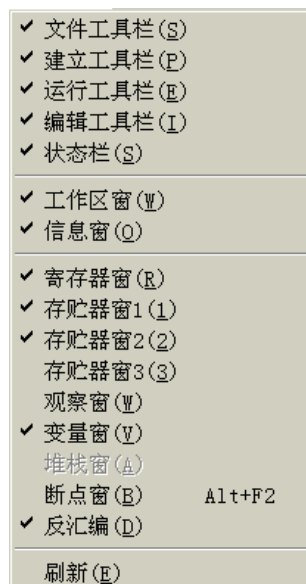 文件工具栏(S)
建立工具栏(P)
运行工具栏(E)
编辑工具栏(I)
状态栏(S)
工作区窗(W)
信息窗(O)
寄存器窗(R)
存贮器窗1(1)
存贮器窗2(2)
存贮器窗3(3)
观察窗(W)
变量窗(V)
堆栈窗(A)
断点窗(B) Alt+F2
反汇编(D)
刷新(E)